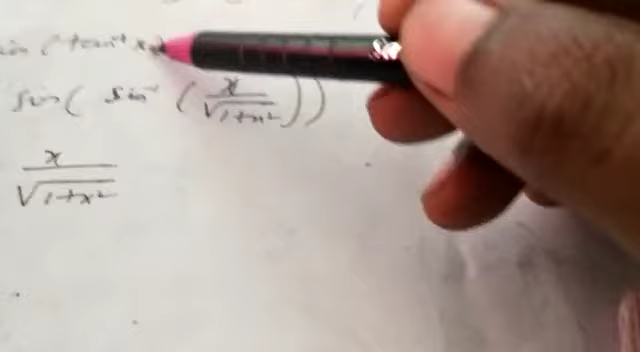 sin ( tan⁻¹ x
sin( sin⁻¹ ( x/√1+x² ))
x/√1+x²